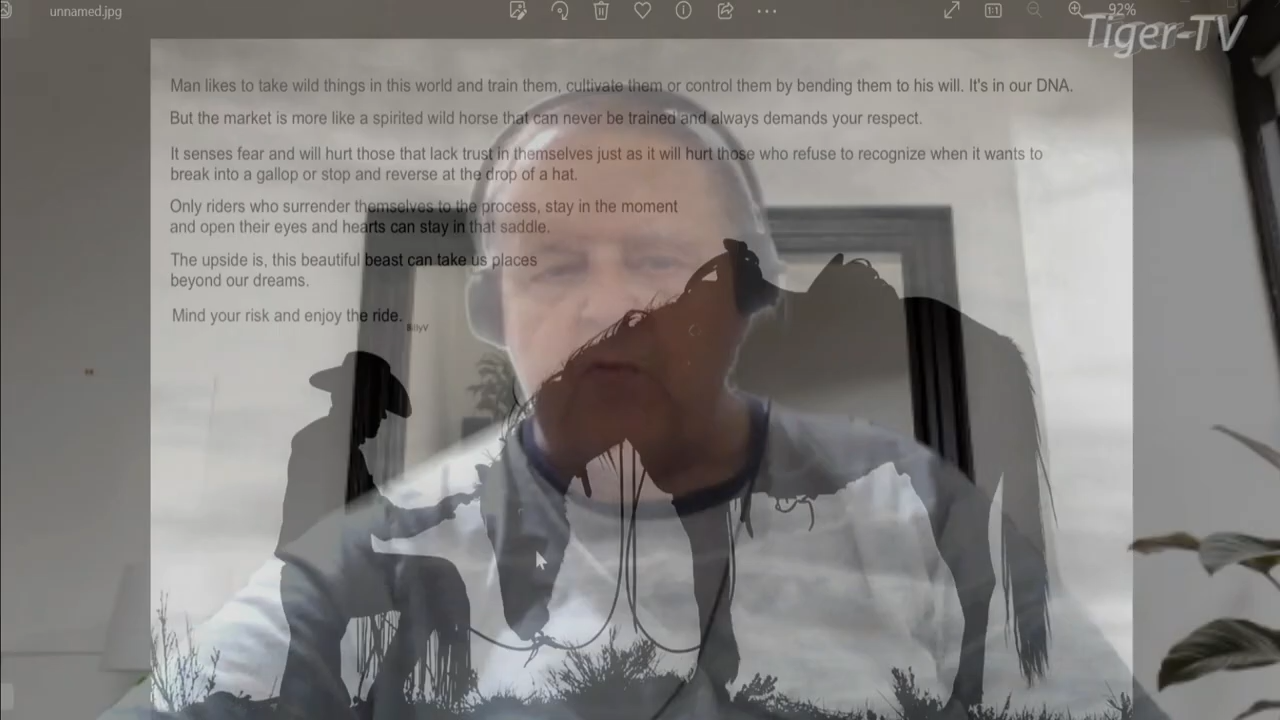 unnamed.jpg
92%
Tiger-TV
Man likes to take wild things in this world and train them, cultivate them or control them by bending them to his will. It's in our DNA.
But the market is more like a spirited wild horse that can never be trained and always demands your respect.
It senses fear and will hurt those that lack trust in themselves just as it will hurt those who refuse to recognize when it wants to
break into a gallop or stop and reverse at the drop of a hat.
Only riders who surrender themselves to the process, stay in the moment
and open their eyes and hearts can stay in that saddle.
The upside is, this beautiful beast can take us places
beyond our dreams.
Mind your risk and enjoy the ride.